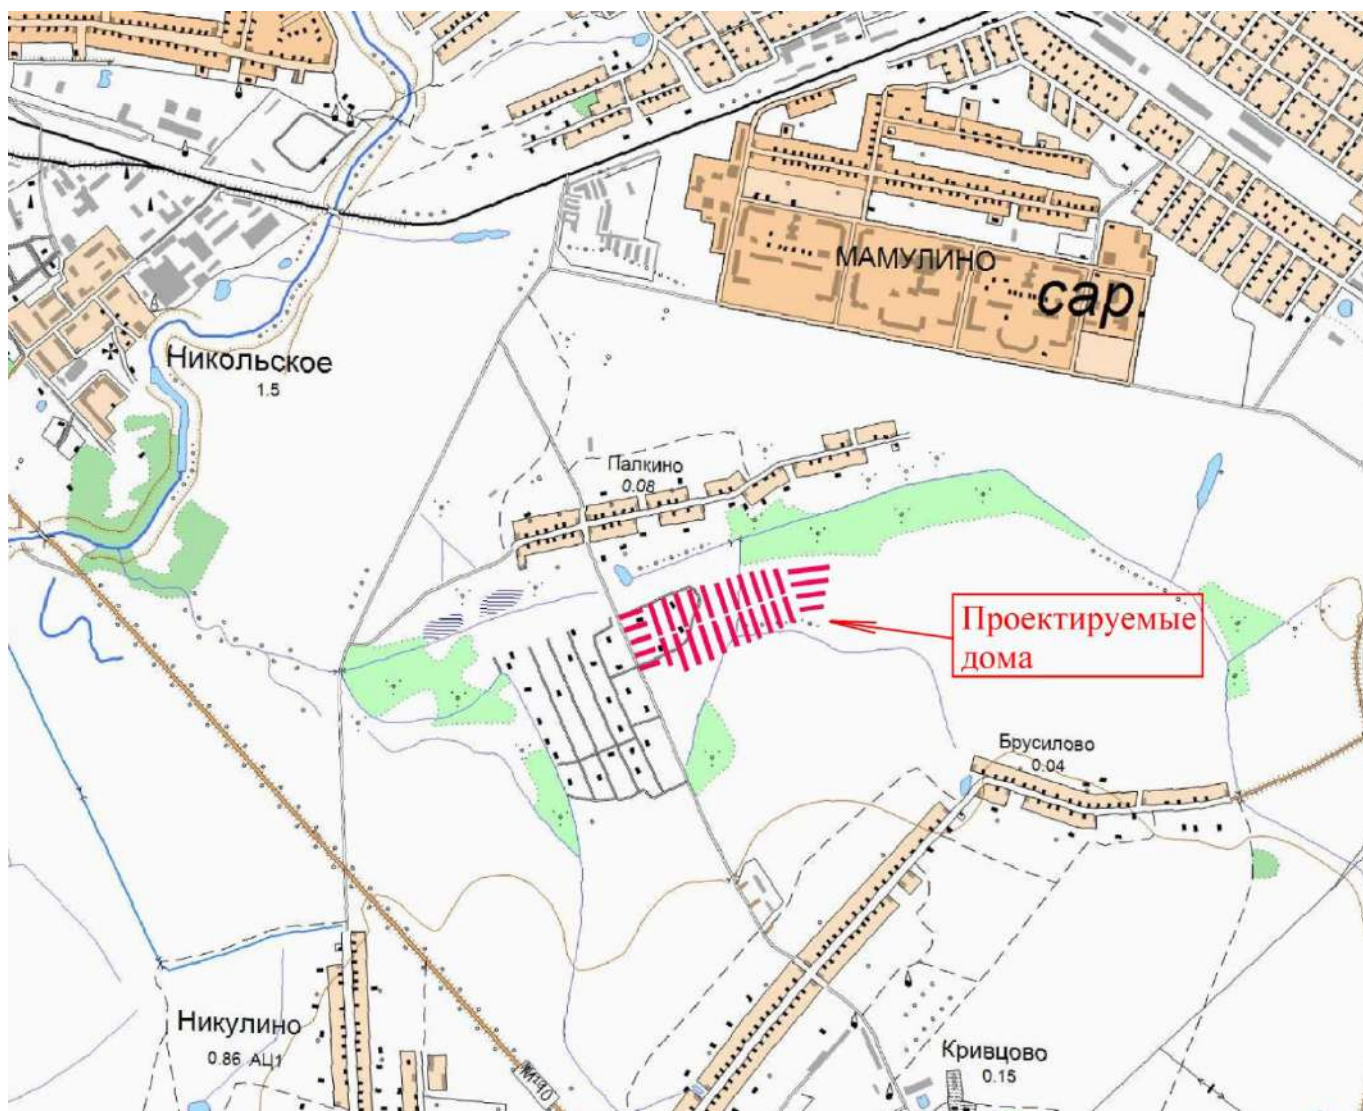 МАМУЛИНО
сар.
Никольское
1.5
Палкино
0.08
Проектируемые
дома
Брусилово
0.04
Никулино
0.86 АЦ1
М-10
Кривцово
0.15